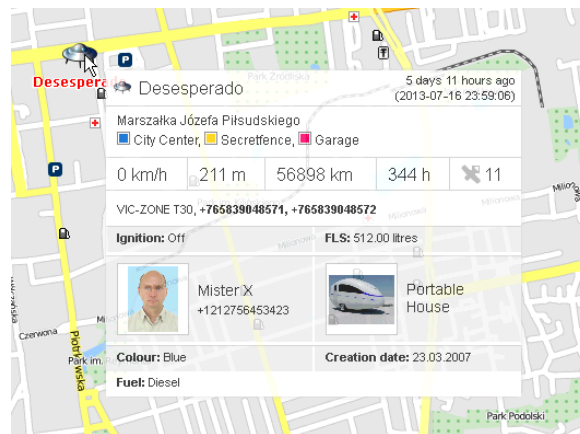 P
Desespera
Desesperado
Park Źródliska
5 days 11 hours ago
(2013-07-16 23:59:06)
Marszałka Józefa Piłsudskiego
City Center, Secretfence, Garage
0 km/h
211 m
56898 km
344 h
11
P
Milionowa
VIC-ZONE T30, +765839048571, +765839048572
Milionowa
Ignition: Off
FLS: 512.00 litres
Milionowa
Mister X
+1212756453423
Portable
House
Czerwona
Piotrkowska
Park im.
Colour: Blue
Creation date: 23.03.2007
Fuel: Diesel
Park Podolski